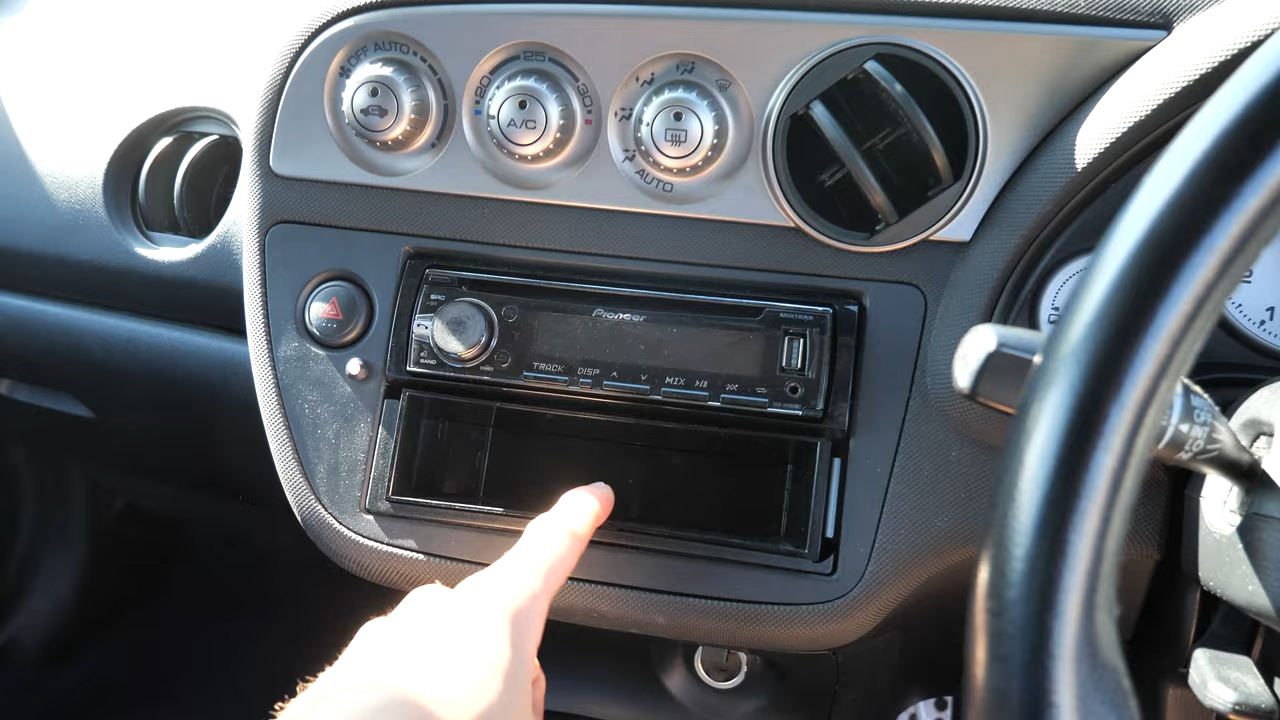 OFF AUTO
20 25 30
A/C
AUTO
SRC
Pioneer
MIXTRAX
BAND
TRACK DISP MIX